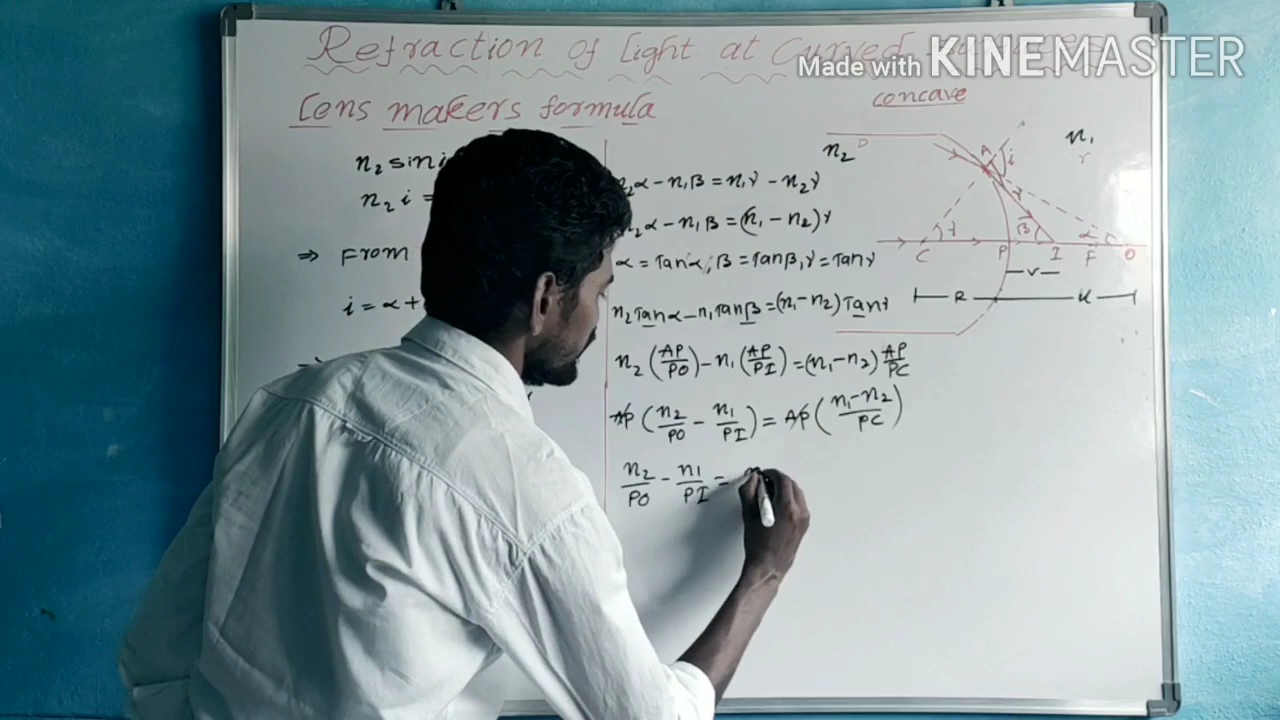 Refraction of light at Curved
Made with KINEMASTER
Lens makers formula
concave
n₂ sin i
n₂ i =
⇒ From
i = α +
₂α - n₁β = n₁γ - n₂γ
n₂α - n₁β = (n₁ - n₂)γ
α = Tanα, β = Tanβ, γ = Tanγ
n₂ Tanα - n₁ Tanβ = (n₁ - n₂) Tanγ
n₂ (AP/PO) - n₁ (AP/PI) = (n₁ - n₂) AP/PC
AP (n₂/PO - n₁/PI) = AP (n₁ - n₂/PC)
n₂/PO - n₁/PI =
n₂
n₁
r
A
i
γ
β
α
C
P
I
F
O
v
R
u